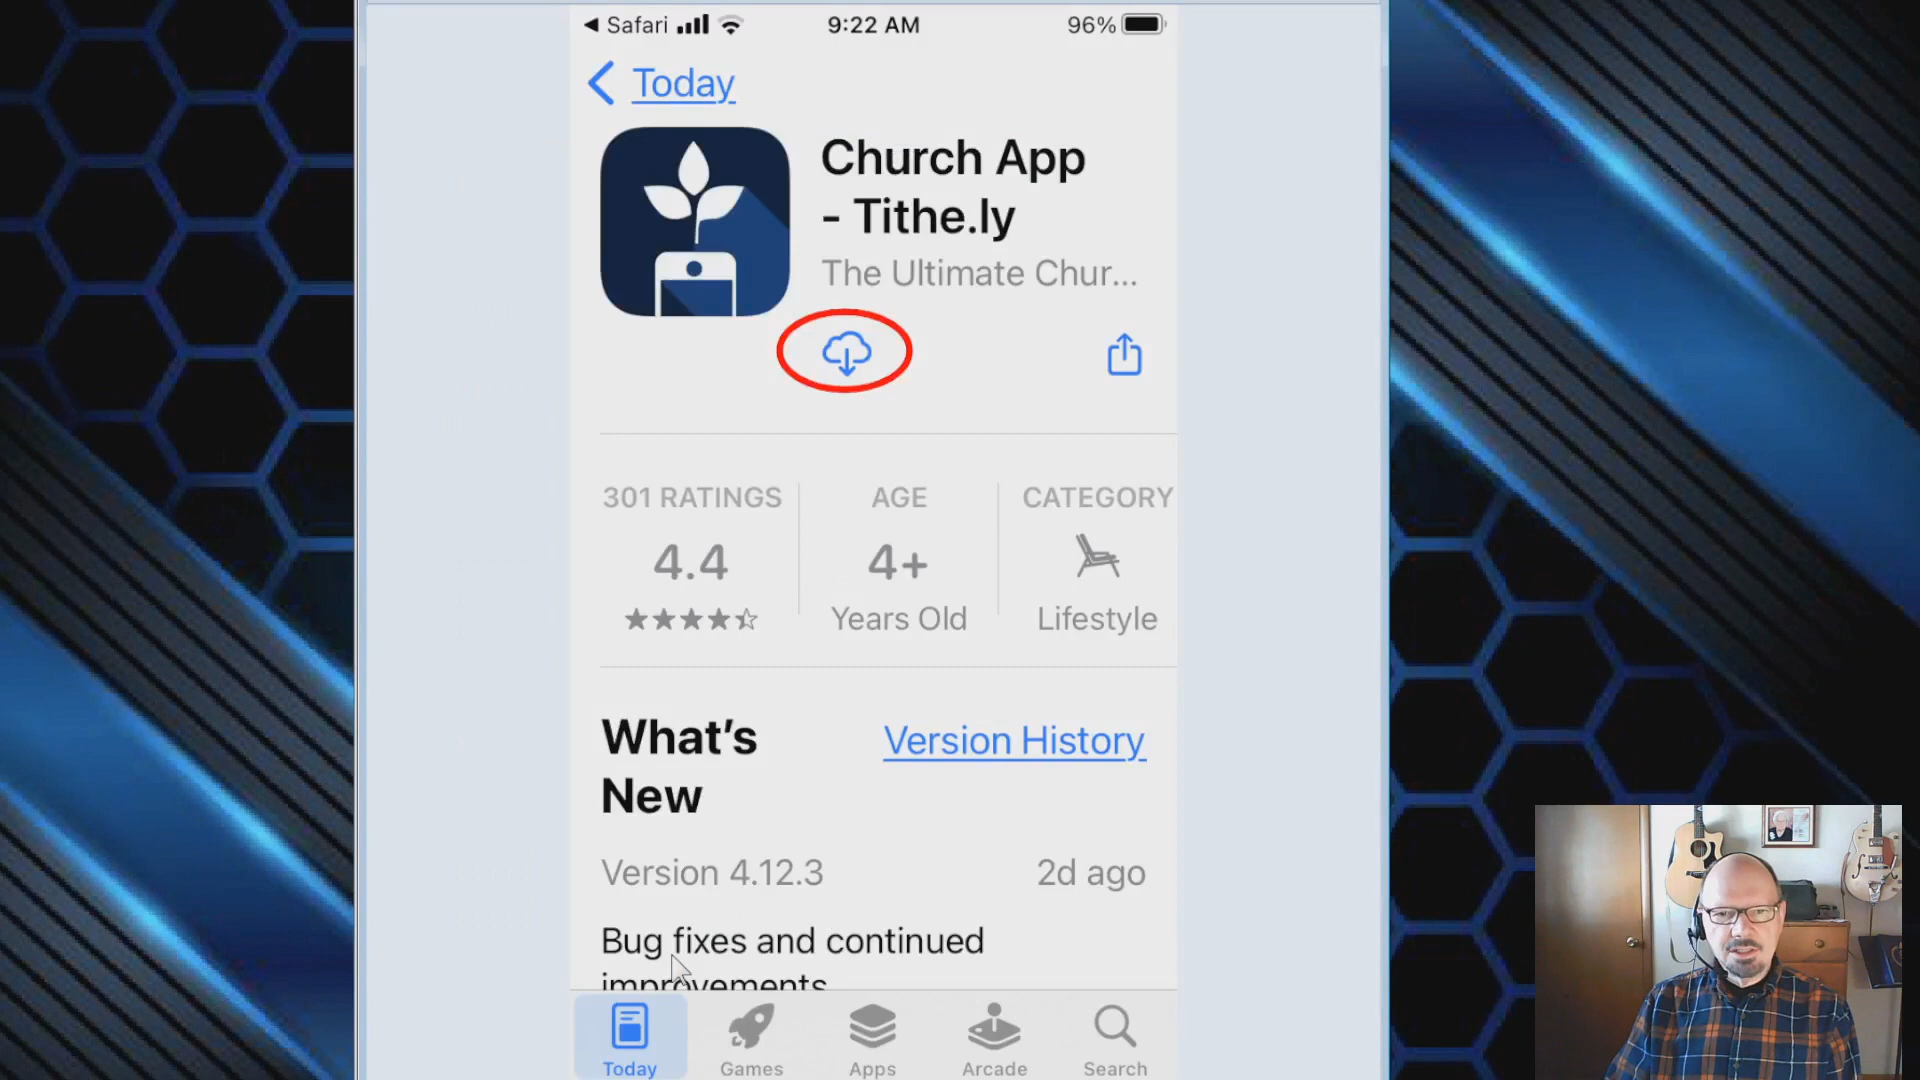 Safari 9:22 AM 96%
Today
Church App
- Tithe.ly
The Ultimate Chur...
301 RATINGS AGE CATEGORY
4.4 4+
Years Old Lifestyle
What's Version History
New
Version 4.12.3 2d ago
Bug fixes and continued
improvements
Today Games Apps Arcade Search